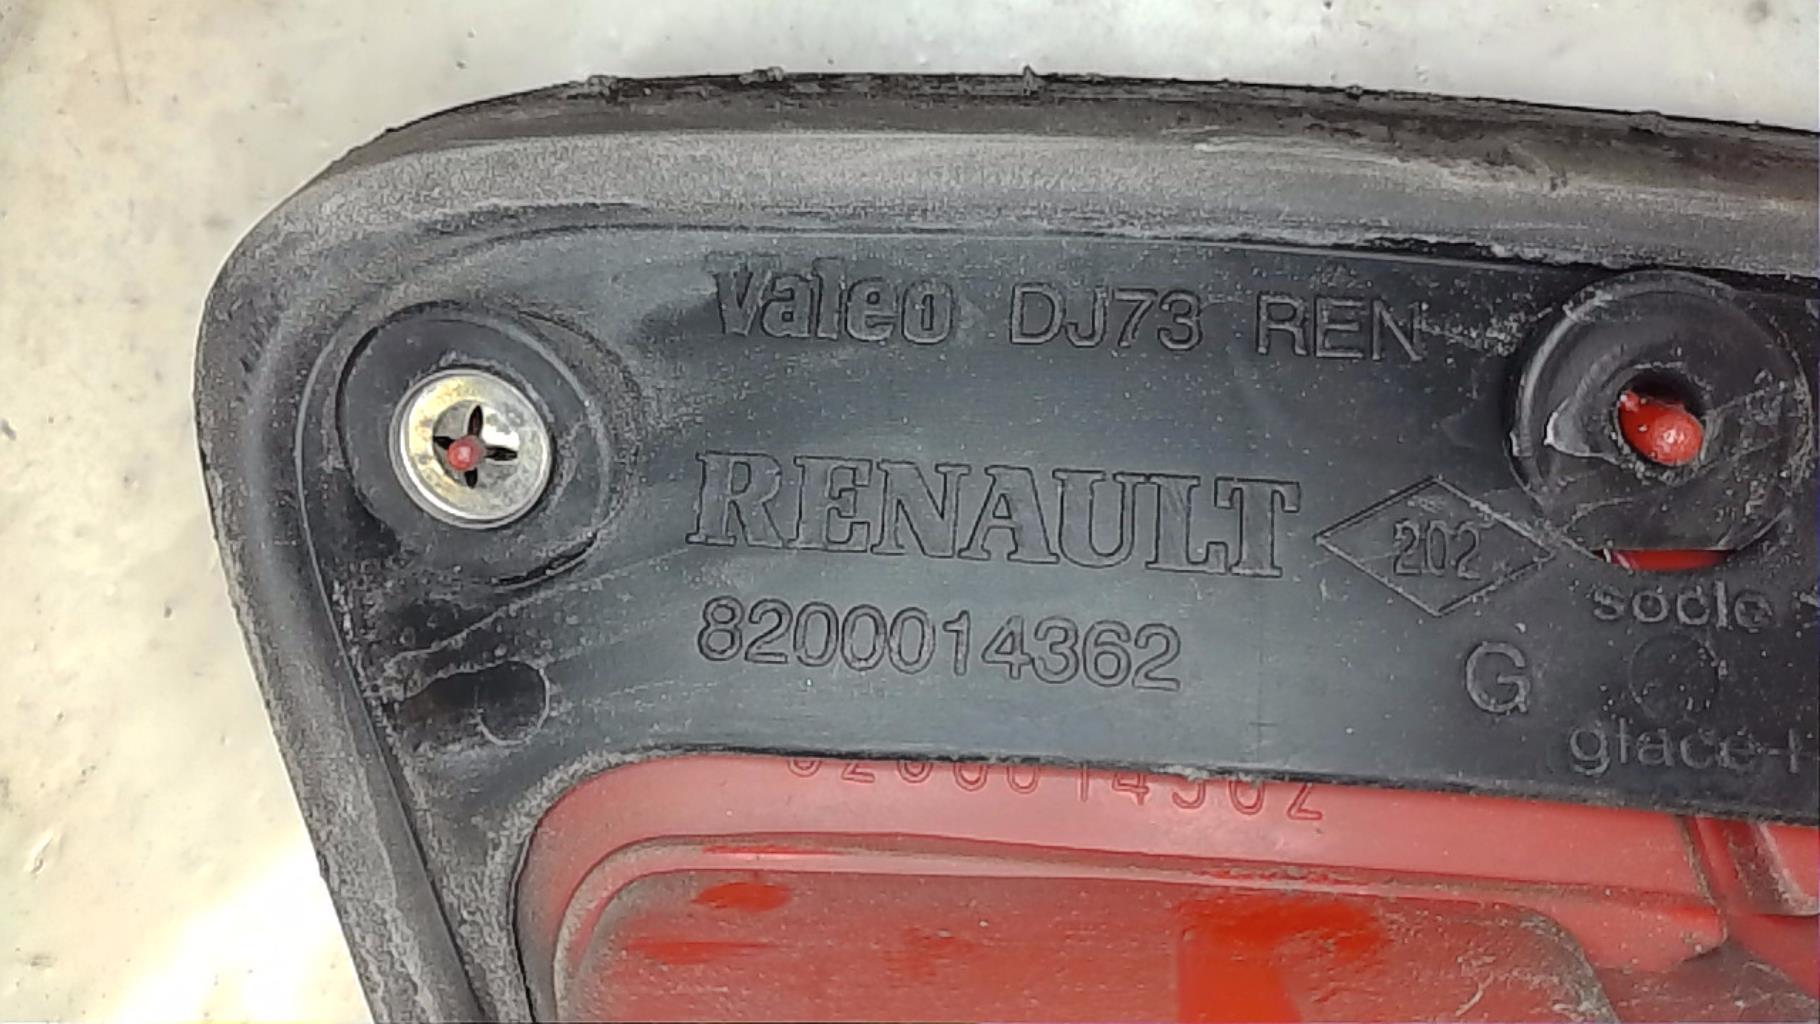 Valeo DJ73 REN
RENAULT 202
8200014362
socle
G
glace